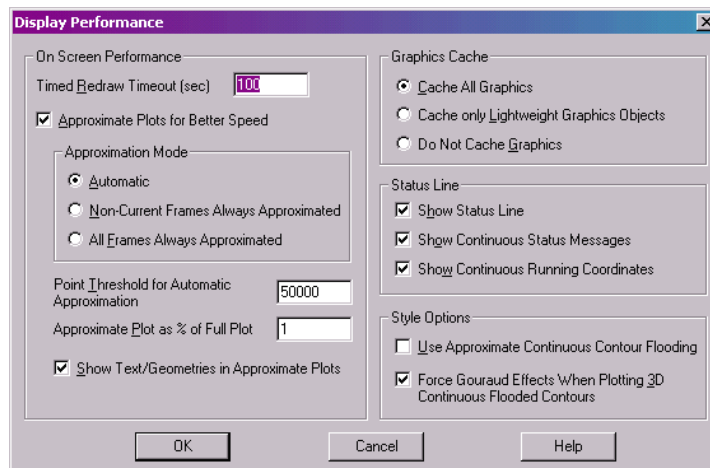 Display Performance
On Screen Performance
Timed Redraw Timeout (sec) 100
Approximate Plots for Better Speed
Approximation Mode
Automatic
Non-Current Frames Always Approximated
All Frames Always Approximated
Point Threshold for Automatic
Approximation
50000
Approximate Plot as % of Full Plot 1
Show Text/Geometries in Approximate Plots
Graphics Cache
Cache All Graphics
Cache only Lightweight Graphics Objects
Do Not Cache Graphics
Status Line
Show Status Line
Show Continuous Status Messages
Show Continuous Running Coordinates
Style Options
Use Approximate Continuous Contour Flooding
Force Gouraud Effects When Plotting 3D
Continuous Flooded Contours
OK
Cancel
Help